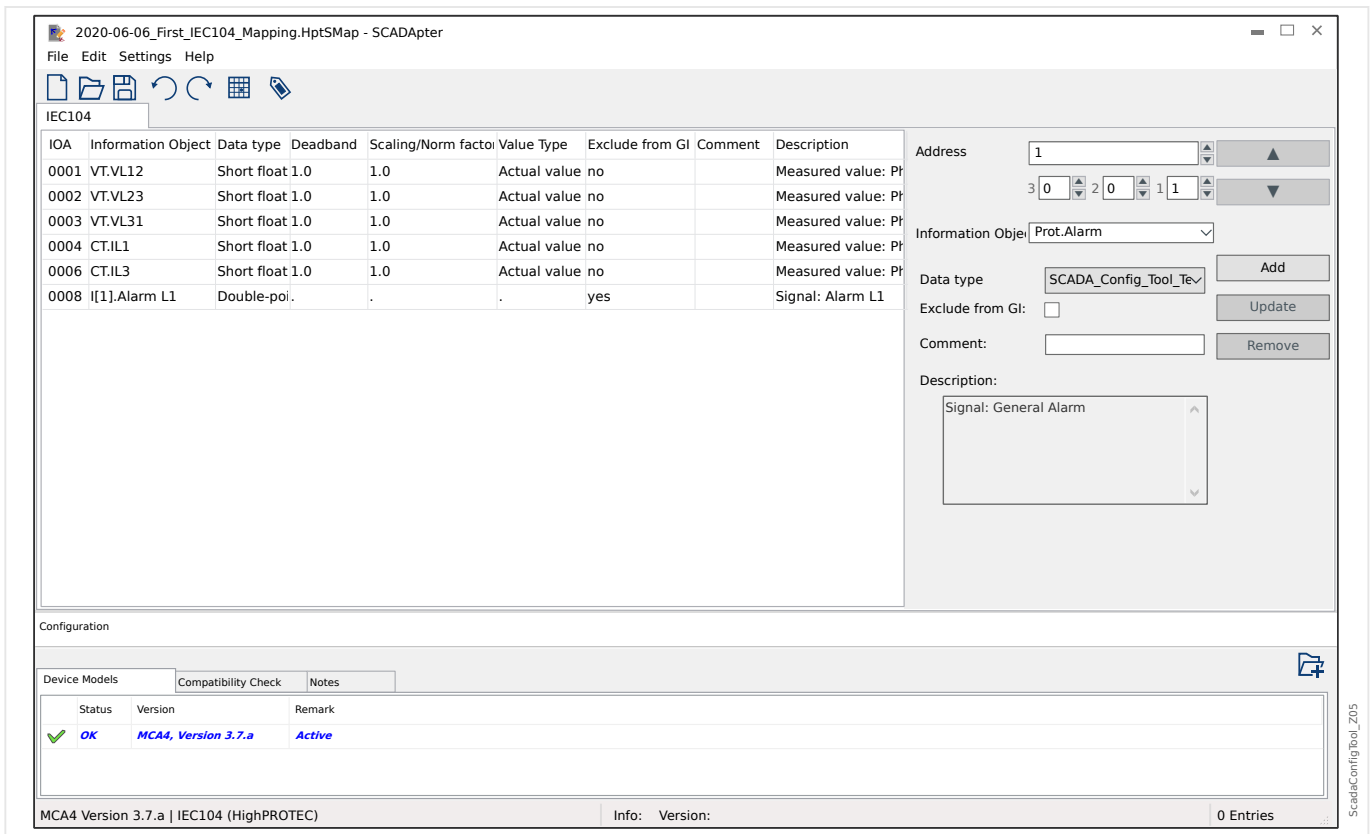 2020-06-06_First_IEC104_Mapping.HptSMap - SCADApter
File Edit Settings Help
IEC104
IOA Information Object Data type Deadband Scaling/Norm factor Value Type Exclude from GI Comment Description
0001 VT.VL12 Short float 1.0 1.0 Actual value no Measured value: Ph
0002 VT.VL23 Short float 1.0 1.0 Actual value no Measured value: Ph
0003 VT.VL31 Short float 1.0 1.0 Actual value no Measured value: Ph
0004 CT.IL1 Short float 1.0 1.0 Actual value no Measured value: Ph
0006 CT.IL3 Short float 1.0 1.0 Actual value no Measured value: Ph
0008 I[1].Alarm L1 Double-poi. . . . yes Signal: Alarm L1
Address 1
3 0 2 0 1 1
Information Obje Prot.Alarm
Data type SCADA_Config_Tool_Te
Exclude from GI:
Comment:
Add
Update
Remove
Description:
Signal: General Alarm
Configuration
Device Models Compatibility Check Notes
Status Version Remark
OK MCA4, Version 3.7.a Active
MCA4 Version 3.7.a | IEC104 (HighPROTEC) Info: Version: 0 Entries
ScadaConfigTool_Z05